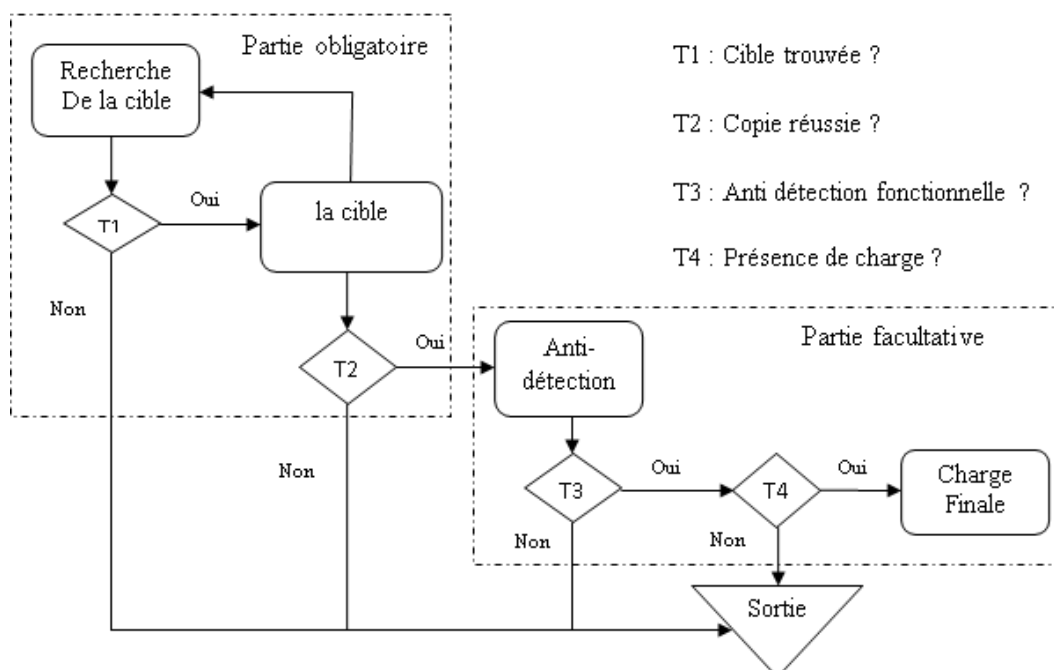 Partie obligatoire
Recherche
De la cible
T1
Oui
la cible
Non
T2
Oui
Non
T1 : Cible trouvée ?
T2 : Copie réussie ?
T3 : Anti détection fonctionnelle ?
T4 : Présence de charge ?
Partie facultative
Anti-
détection
T3
Oui
T4
Oui
Charge
Finale
Non
Non
Sortie